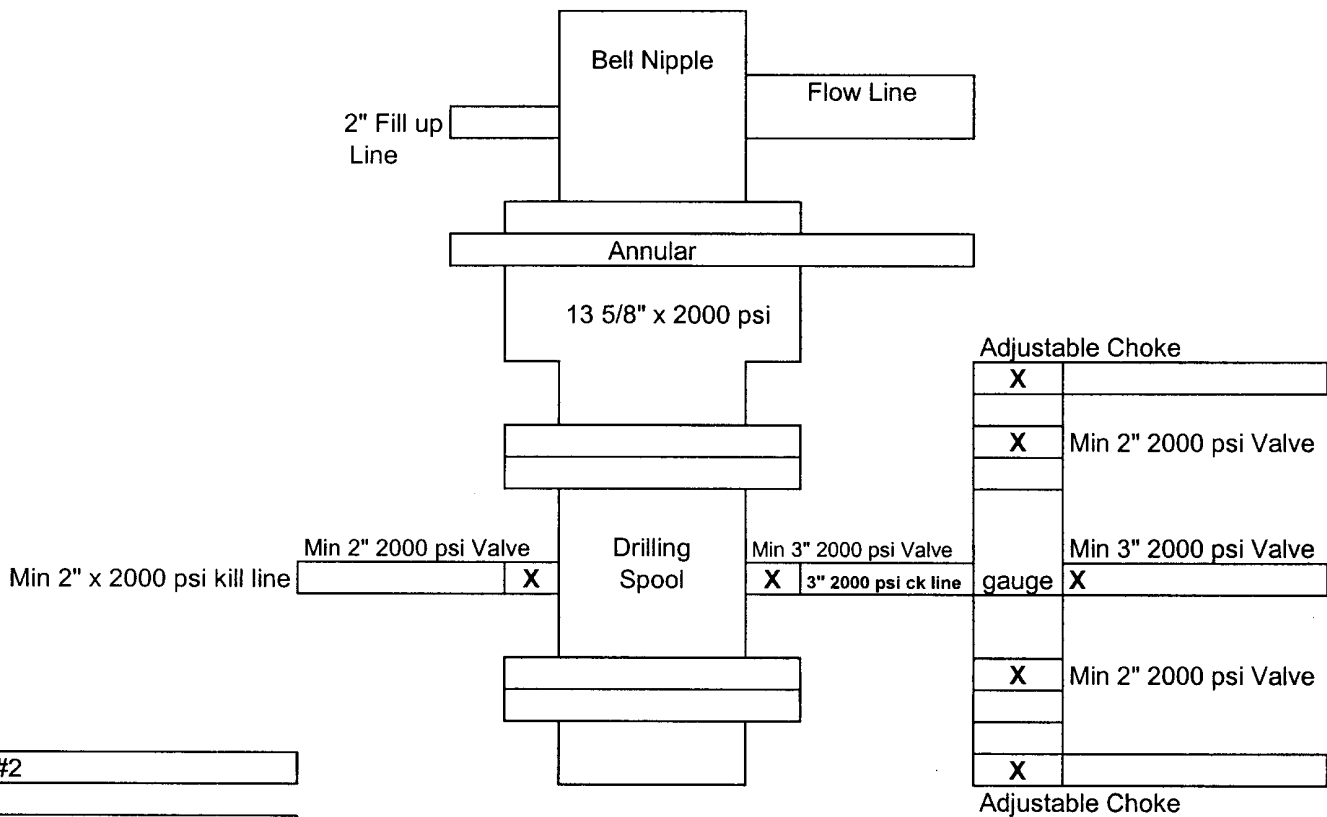 Bell Nipple
Flow Line
2" Fill up
Line
Annular
13 5/8" x 2000 psi
Adjustable Choke
X
X
Min 2" 2000 psi Valve
Min 2" 2000 psi Valve
Drilling
Spool
Min 3" 2000 psi Valve
Min 3" 2000 psi Valve
Min 2" x 2000 psi kill line
X
X
3" 2000 psi ck line
gauge
X
X
Min 2" 2000 psi Valve
#2
X
Adjustable Choke